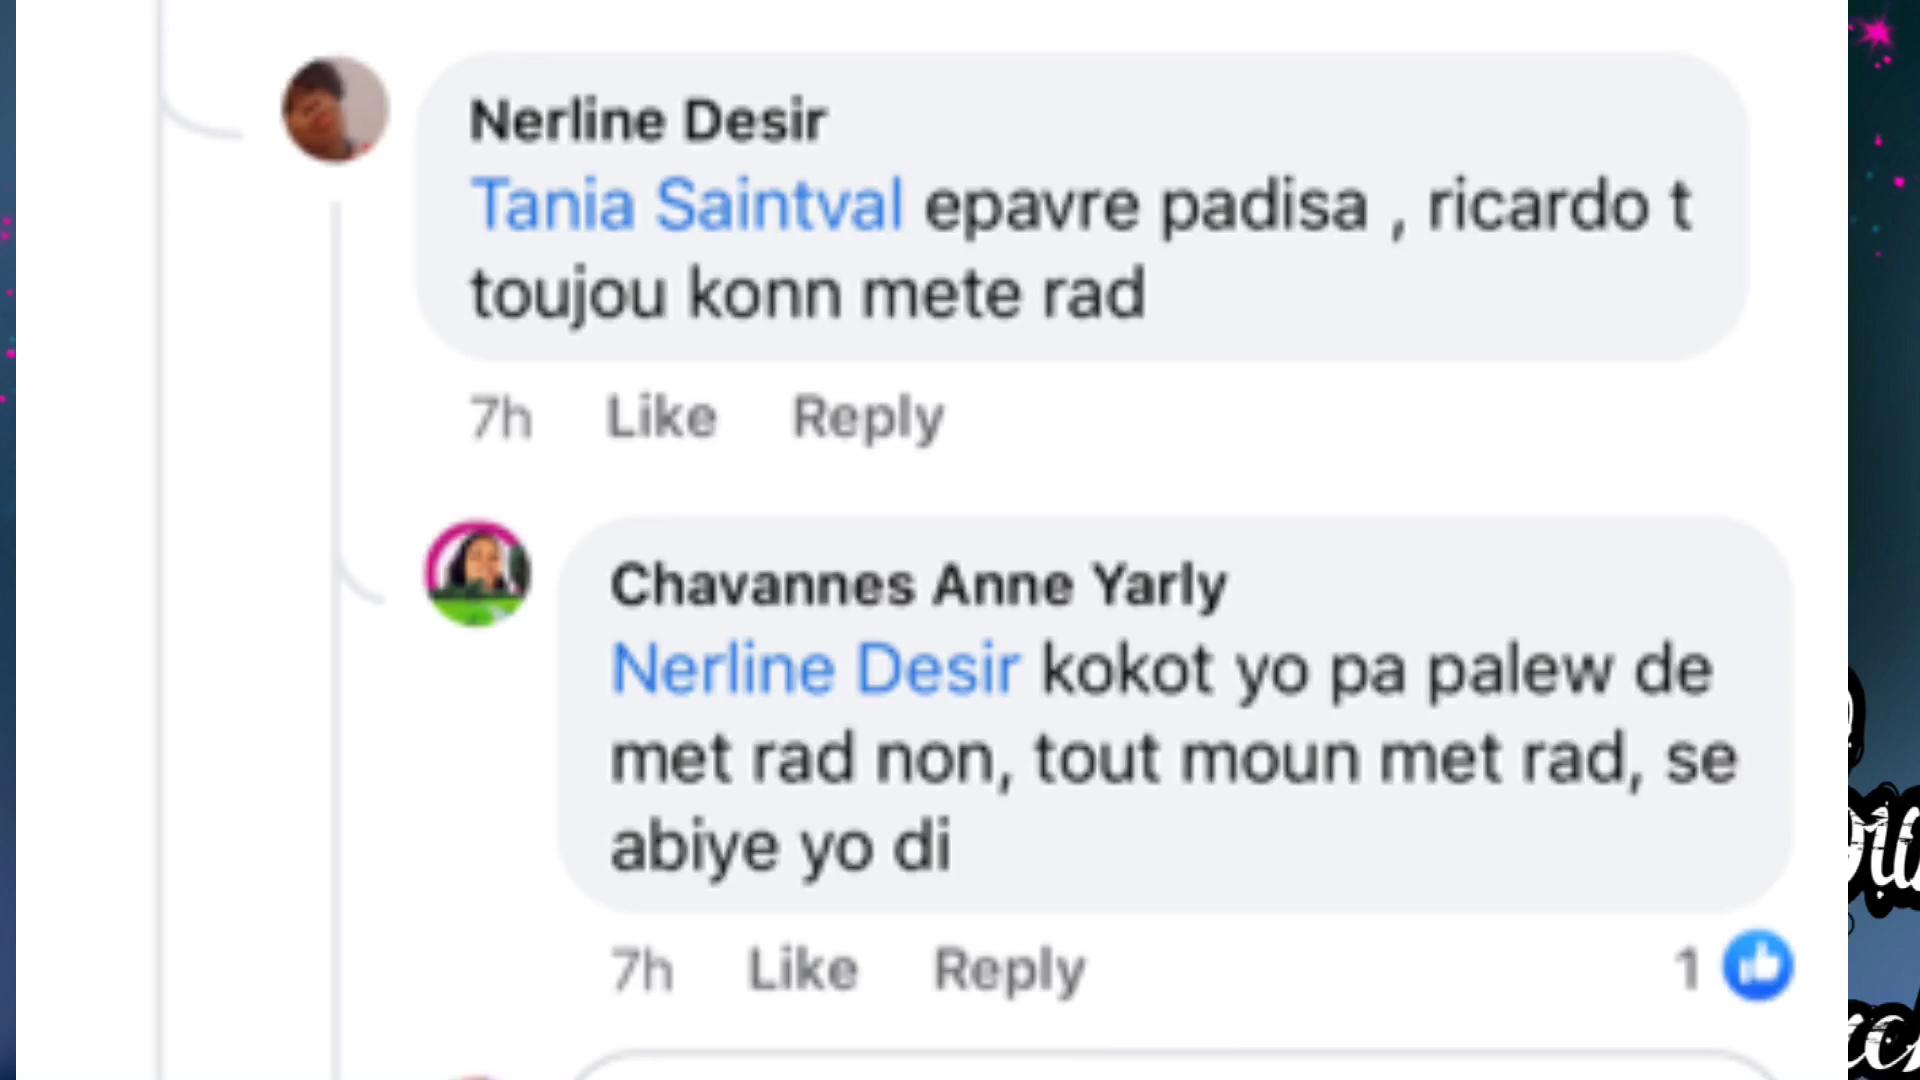 Nerline Desir
Tania Saintval epavre padisa , ricardo t
toujou konn mete rad
7h Like Reply
Chavannes Anne Yarly
Nerline Desir kokot yo pa palew de
met rad non, tout moun met rad, se
abiye yo di
7h Like Reply 1